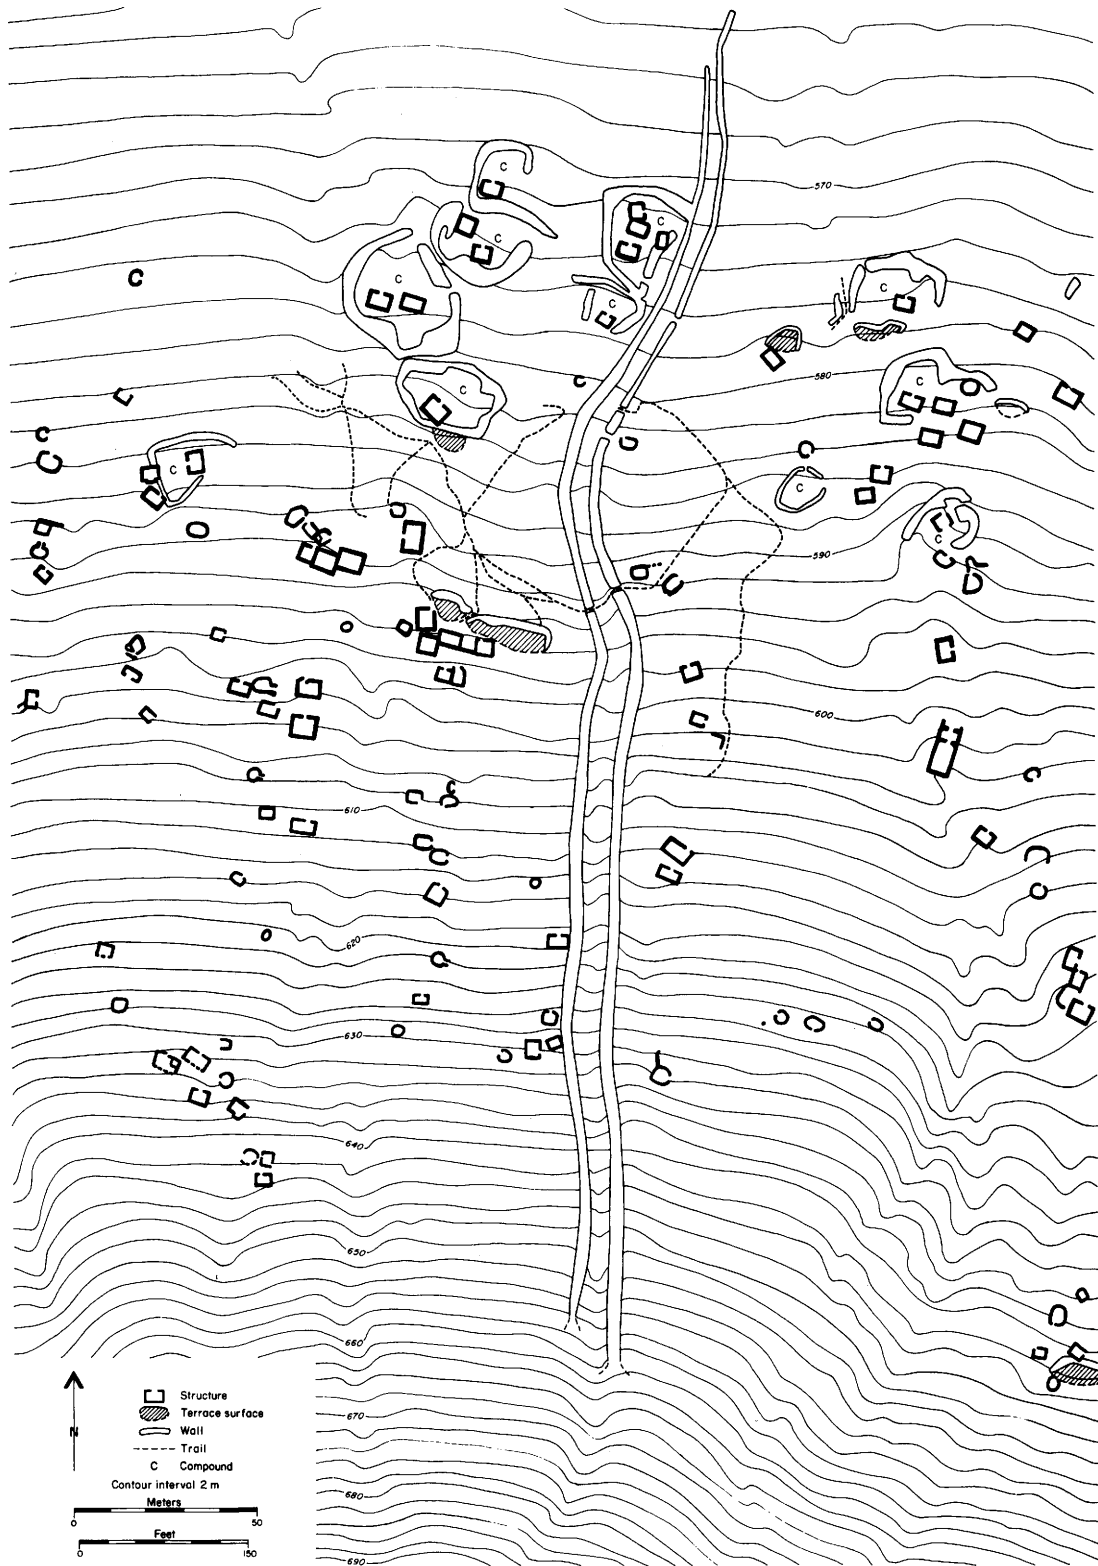 C
570
C
C
C
C
C
C
580
C
C
C
C
590
C
600
610
620
630
640
650
660
670
680
690
N
Structure
Terrace surface
Wall
Trail
C Compound
Contour interval 2 m
Meters
0 50
Feet
0 150